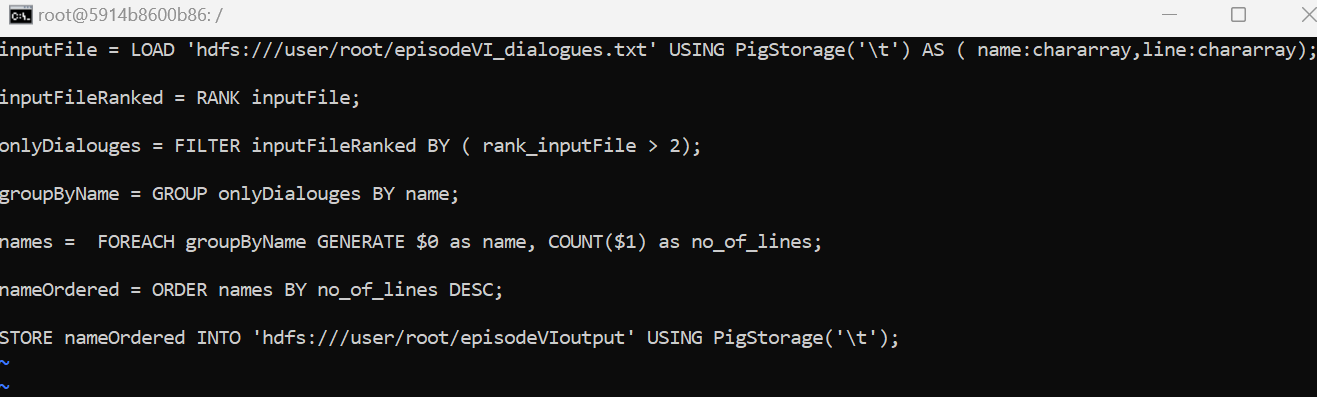 root@5914b8600b86: /
inputFile = LOAD 'hdfs:///user/root/episodeVI_dialogues.txt' USING PigStorage('\t') AS ( name:chararray,line:chararray);
inputFileRanked = RANK inputFile;
onlyDialouges = FILTER inputFileRanked BY ( rank_inputFile > 2);
groupByName = GROUP onlyDialouges BY name;
names =  FOREACH groupByName GENERATE $0 as name, COUNT($1) as no_of_lines;
nameOrdered = ORDER names BY no_of_lines DESC;
STORE nameOrdered INTO 'hdfs:///user/root/episodeVIoutput' USING PigStorage('\t');
~
~